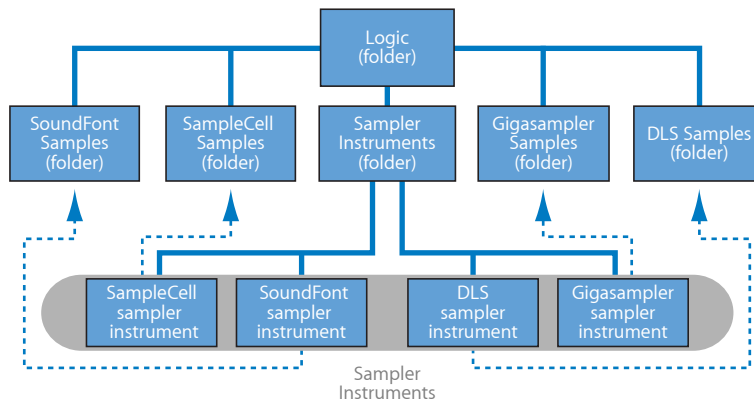 Logic
(folder)
SoundFont
Samples
(folder)
SampleCell
Samples
(folder)
Sampler
Instruments
(folder)
Gigasampler
Samples
(folder)
DLS Samples
(folder)
SampleCell
sampler
instrument
SoundFont
sampler
instrument
DLS
sampler
instrument
Gigasampler
sampler
instrument
Sampler
Instruments